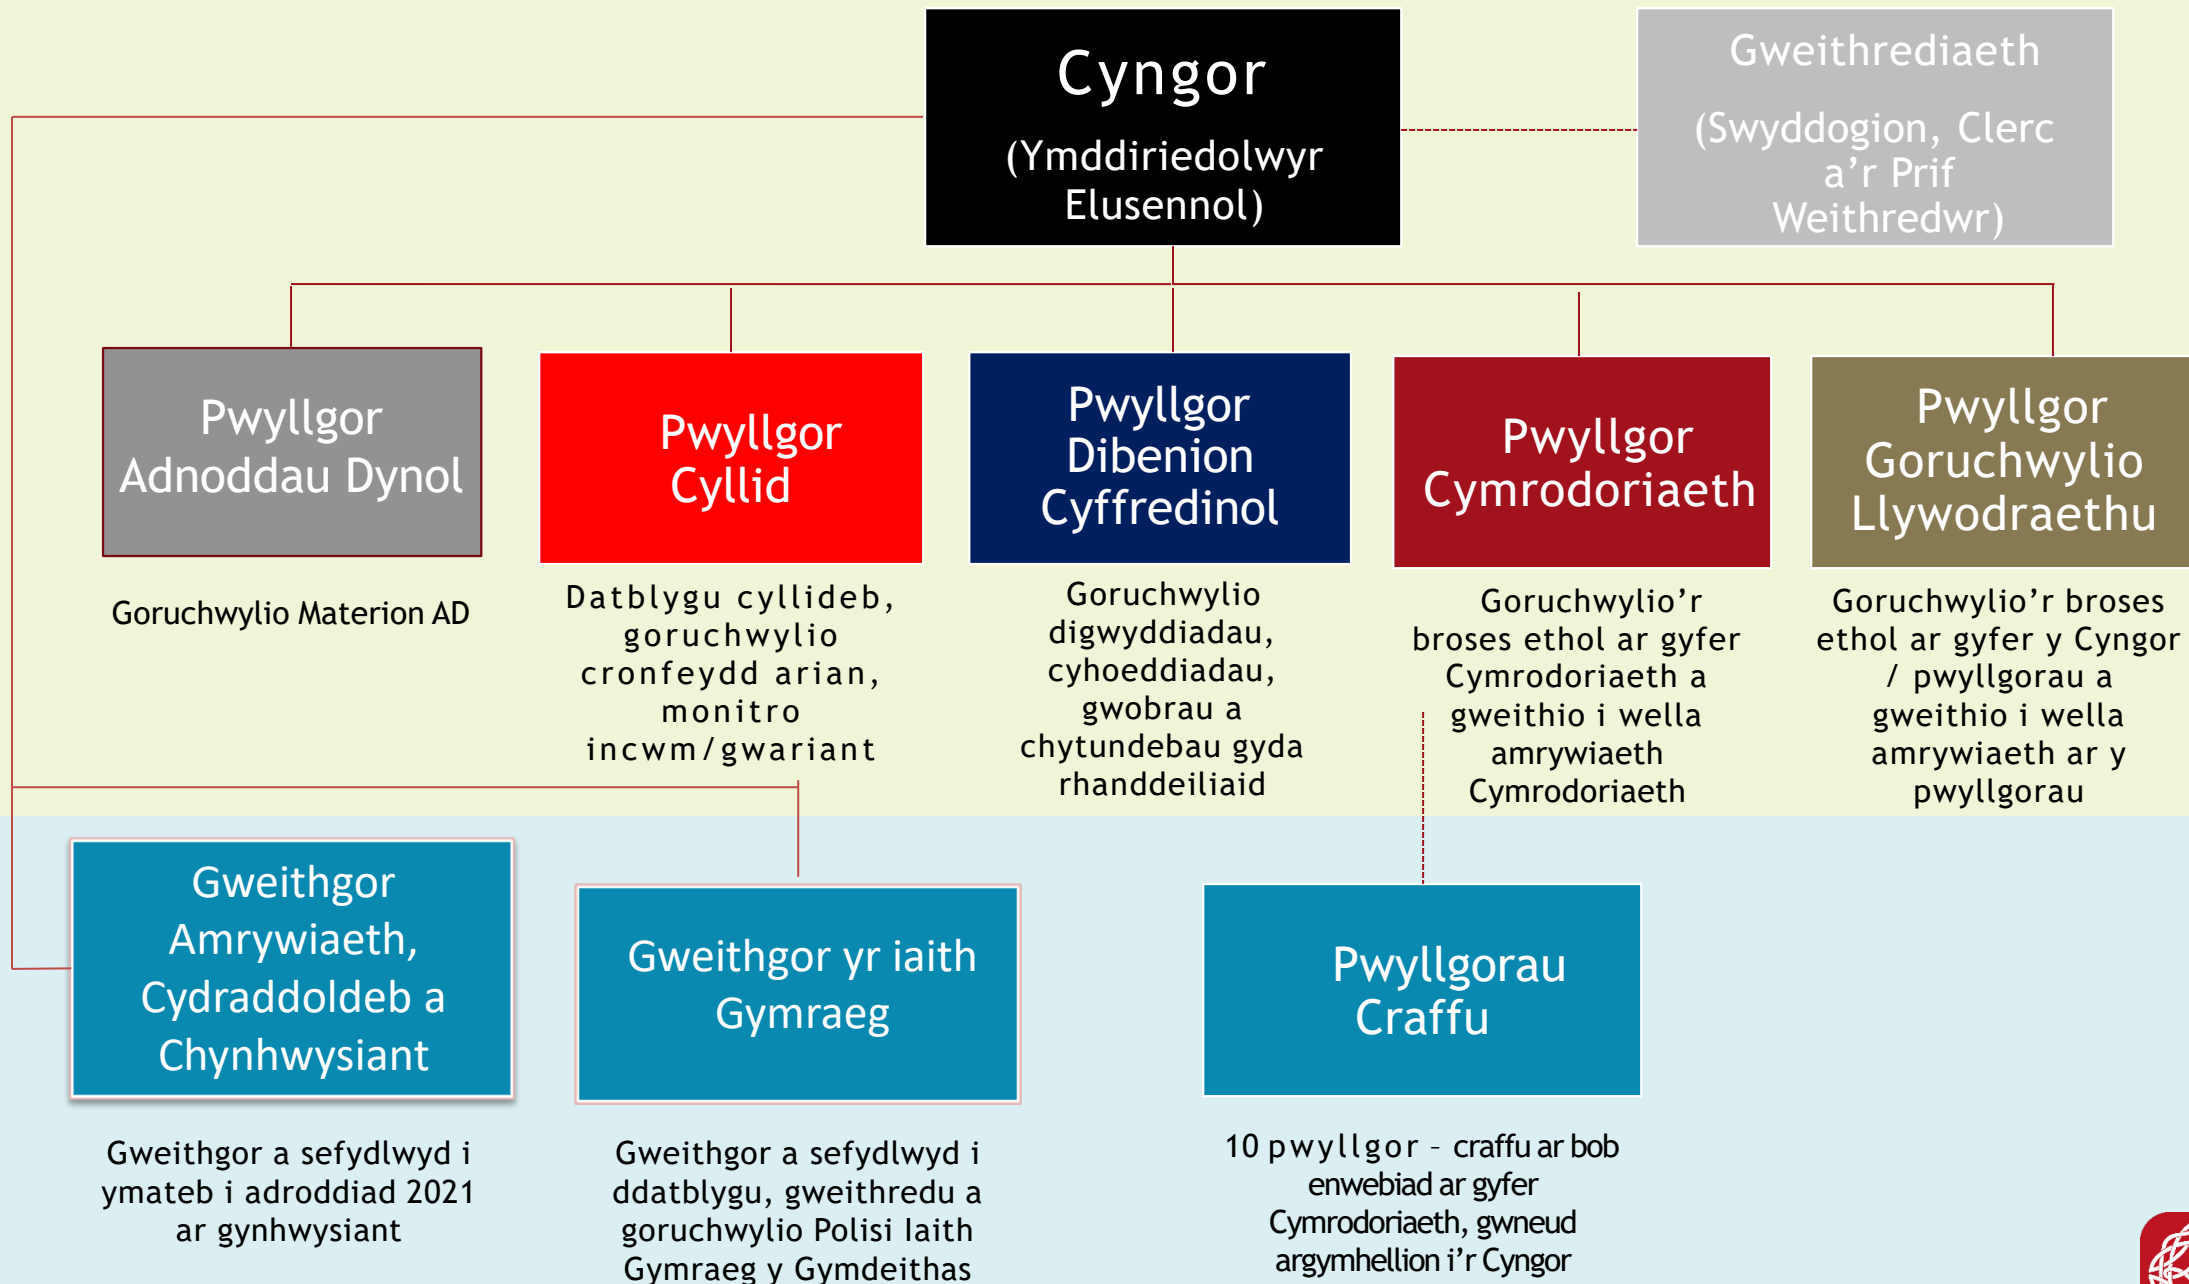 Cyngor
(Ymddiriedolwyr
Elusennol)
Gweithrediaeth
(Swyddogion, Clerc
a’r Prif
Weithredwr)
Pwyllgor
Adnoddau Dynol
Pwyllgor
Cyllid
Pwyllgor
Dibenion
Cyffredinol
Pwyllgor
Cymrodoriaeth
Pwyllgor
Goruchwylio
Llywodraethu
Goruchwylio Materion AD
Datblygu cyllideb,
goruchwylio
cronfeydd arian,
monitro
incwm/gwariant
Goruchwylio
digwyddiadau,
cyhoeddiadau,
gwobrau a
chytundebau gyda
rhanddeiliaid
Goruchwylio’r
broses ethol ar gyfer
Cymrodoriaeth a
gweithio i wella
amrywiaeth
Cymrodoriaeth
Goruchwylio’r broses
ethol ar gyfer y Cyngor
/ pwyllgorau a
gweithio i wella
amrywiaeth ar y
pwyllgorau
Gweithgor
Amrywiaeth,
Cydraddoldeb a
Chynhwysiant
Gweithgor yr iaith
Gymraeg
Pwyllgorau
Craffu
Gweithgor a sefydlwyd i
ymateb i adroddiad 2021
ar gynhwysiant
Gweithgor a sefydlwyd i
ddatblygu, gweithredu a
goruchwylio Polisi Iaith
Gymraeg y Gymdeithas
10 pwyllgor – craffu ar bob
enwebiad ar gyfer
Cymrodoriaeth, gwneud
argymhellion i’r Cyngor